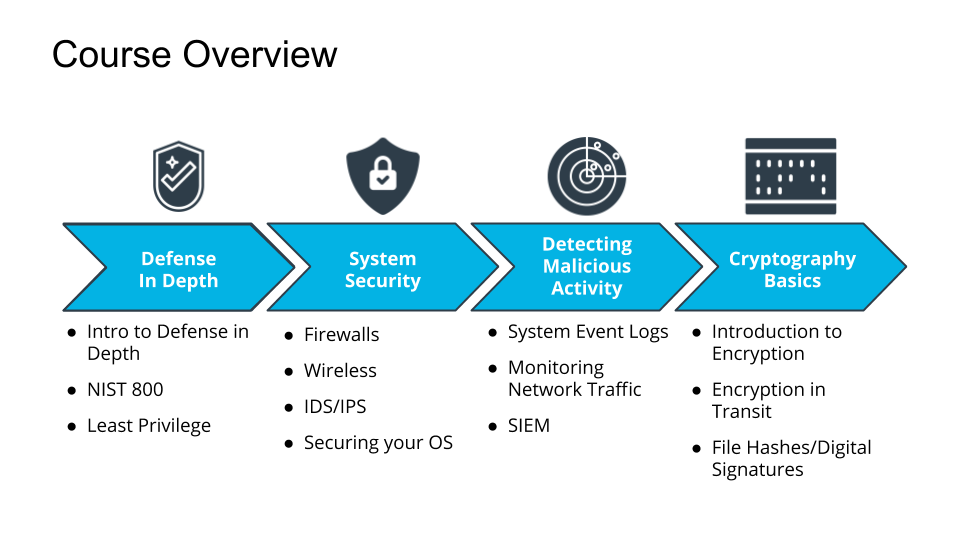 Course Overview
Defense
In Depth
● Intro to Defense in
Depth
● NIST 800
● Least Privilege
System
Security
● Firewalls
● Wireless
● IDS/IPS
● Securing your OS
Detecting
Malicious
Activity
● System Event Logs
● Monitoring
Network Traffic
● SIEM
Cryptography
Basics
● Introduction to
Encryption
● Encryption in
Transit
● File Hashes/Digital
Signatures